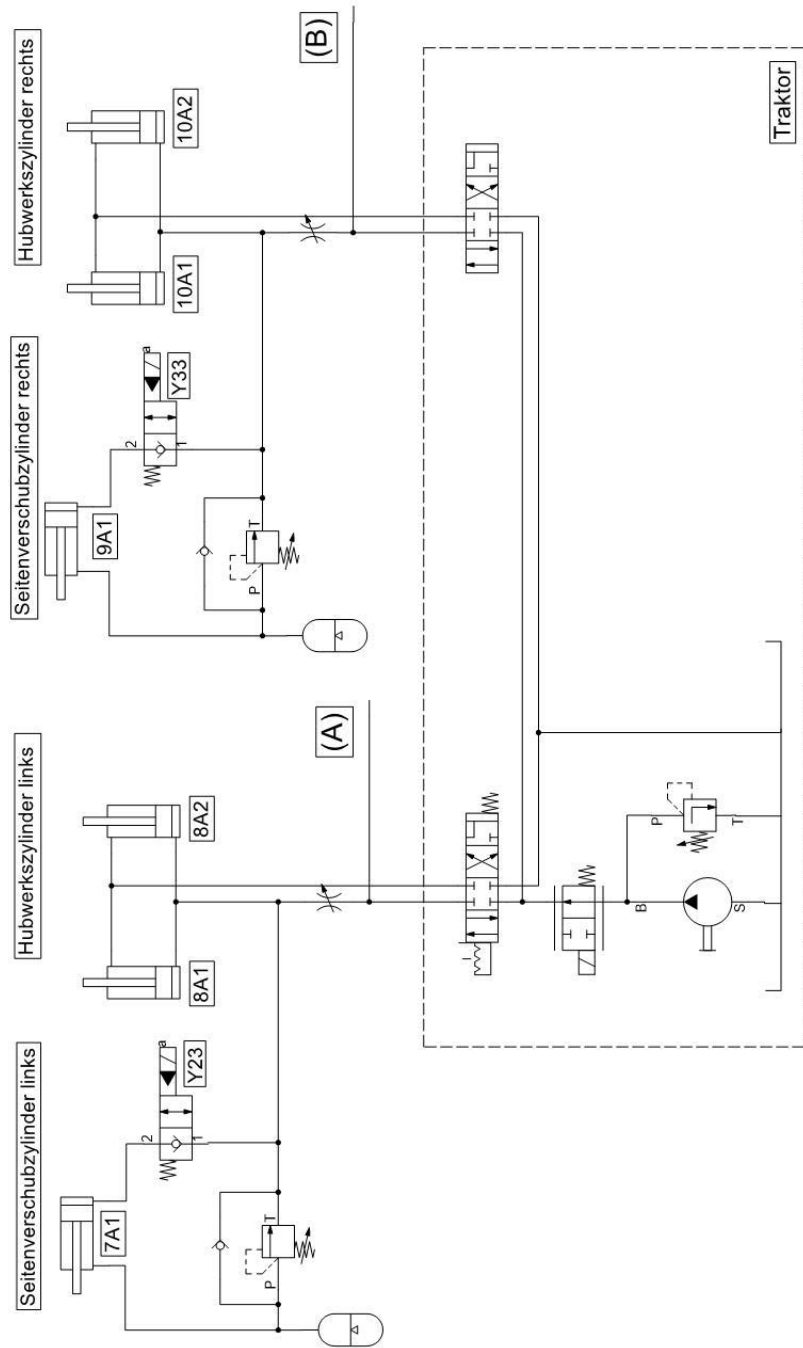 Seitenverschubzylinder links
Hubwerkszylinder links
Seitenverschubzylinder rechts
Hubwerkszylinder rechts
7A1
2
1
a
Y23
8A1
8A2
P
T
(A)
9A1
2
1
a
Y33
10A1
10A2
P
T
(B)
B
S
P
T
Traktor